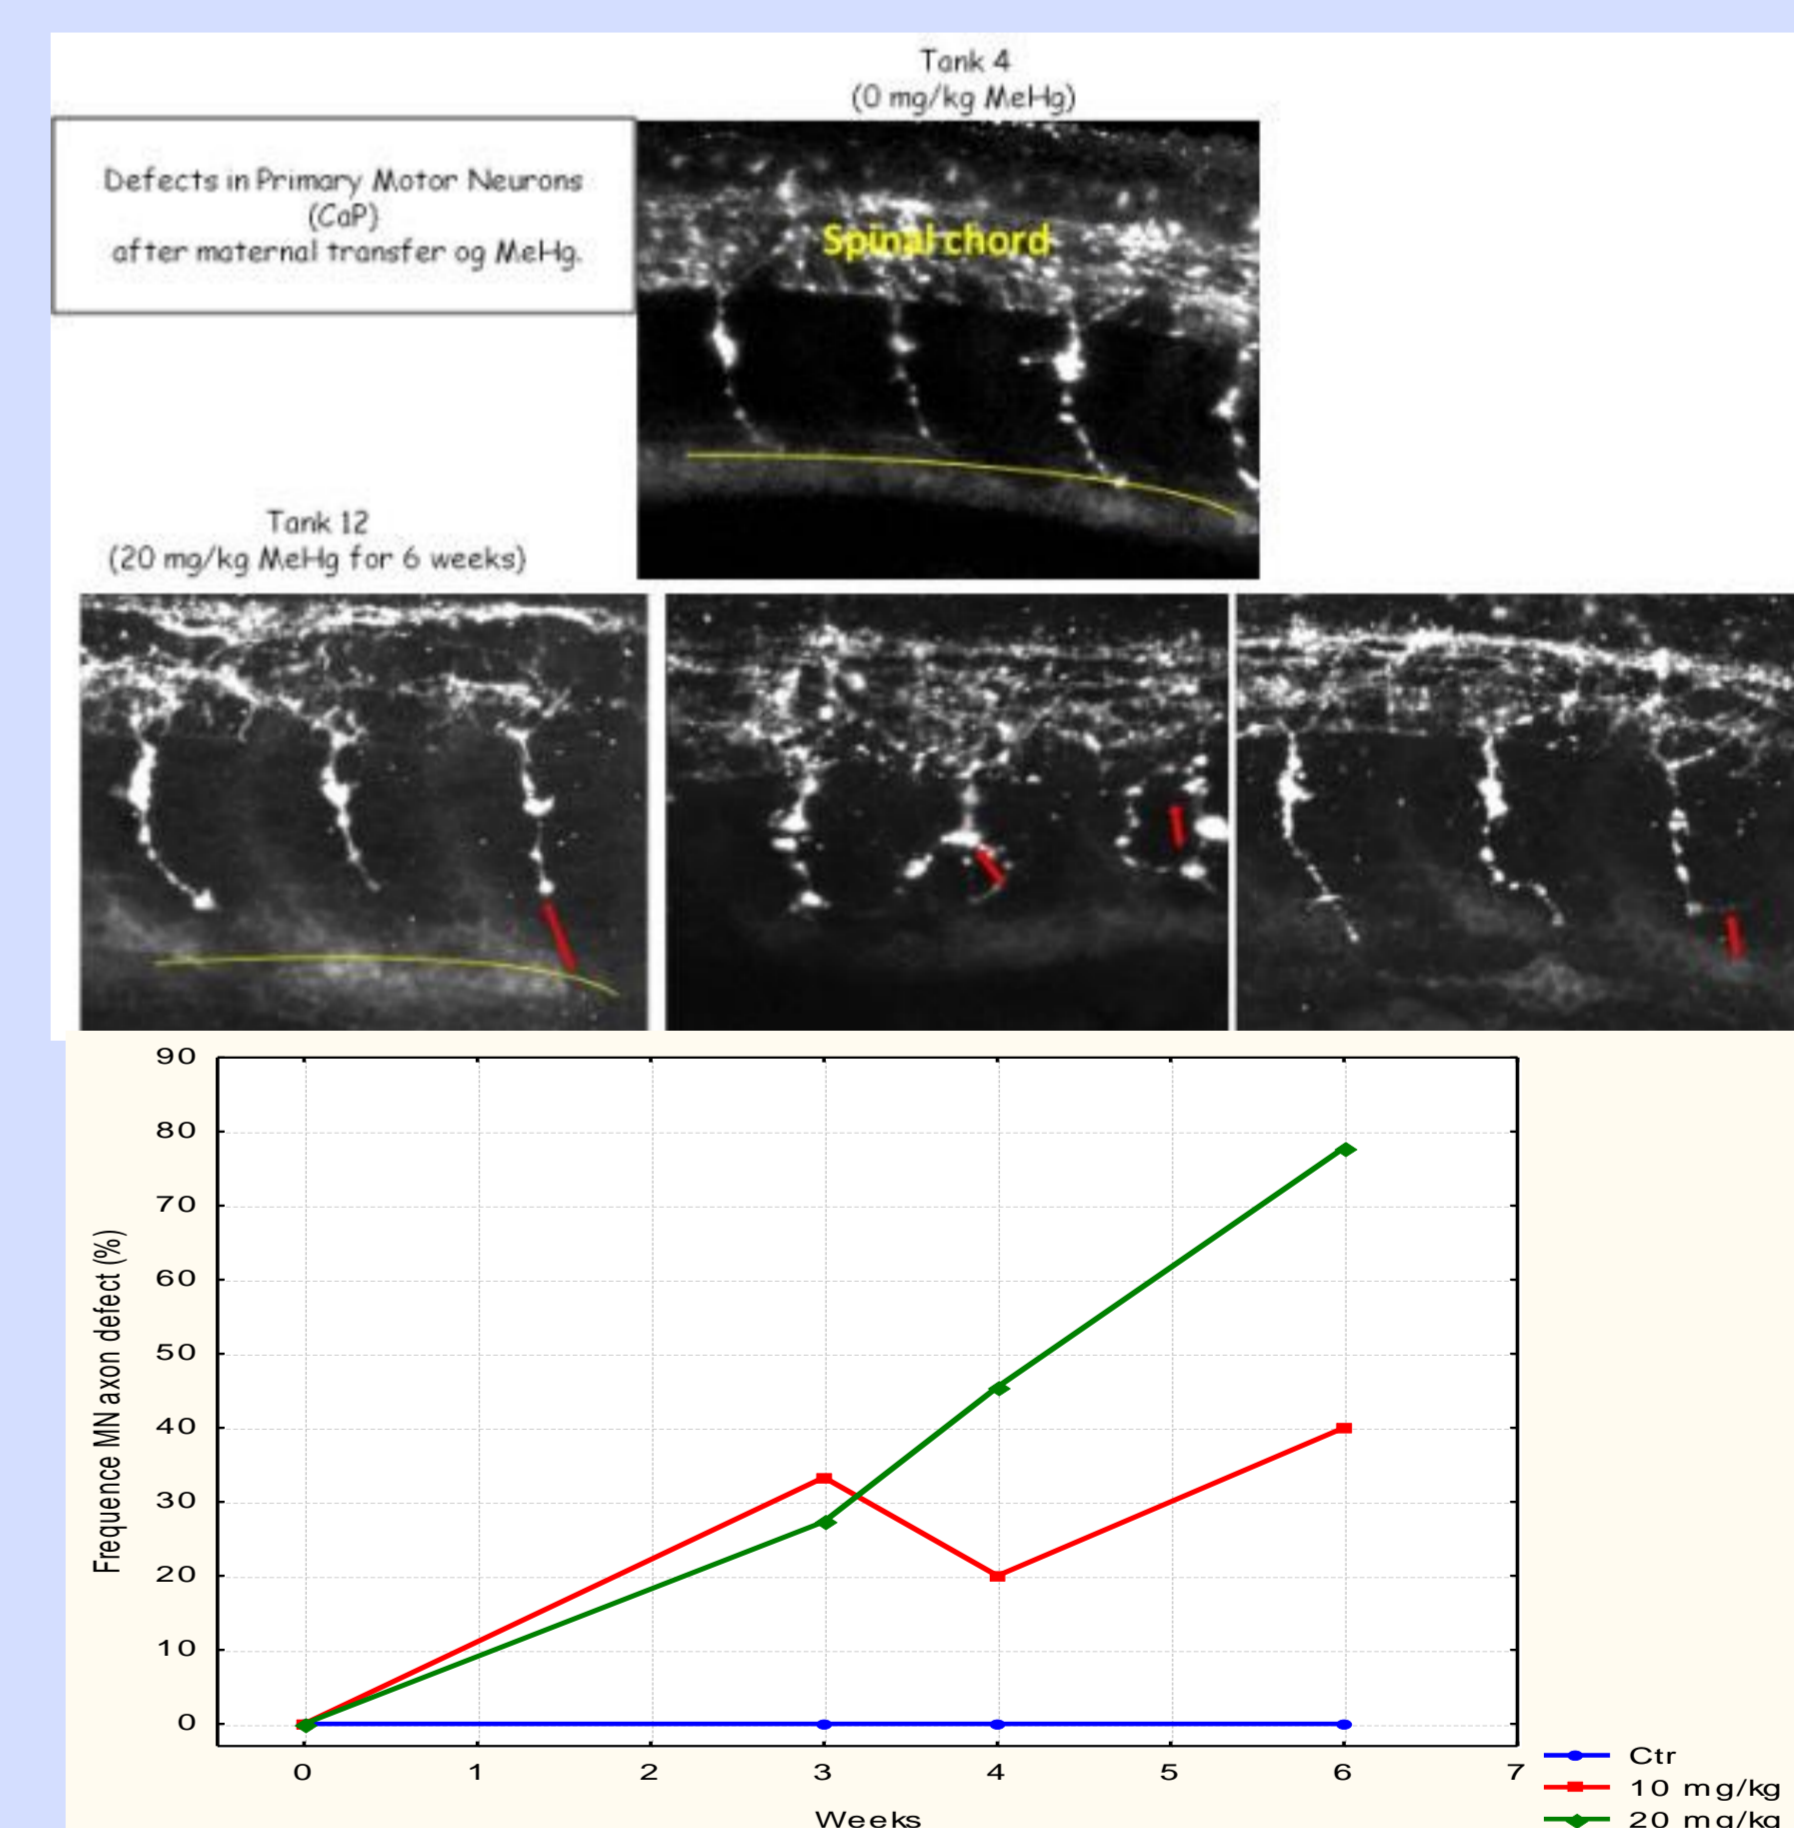 Tank 4
(0 mg/kg MeHg)
Defects in Primary Motor Neurons
(CaP)
after maternal transfer og MeHg.
Spinal chord
Tank 12
(20 mg/kg MeHg for 6 weeks)
90
80
70
60
50
40
30
20
10
0
Frequence MN axon defect (%)
0 1 2 3 4 5 6 7
Weeks
Ctr
10 mg/kg
20 mg/kg